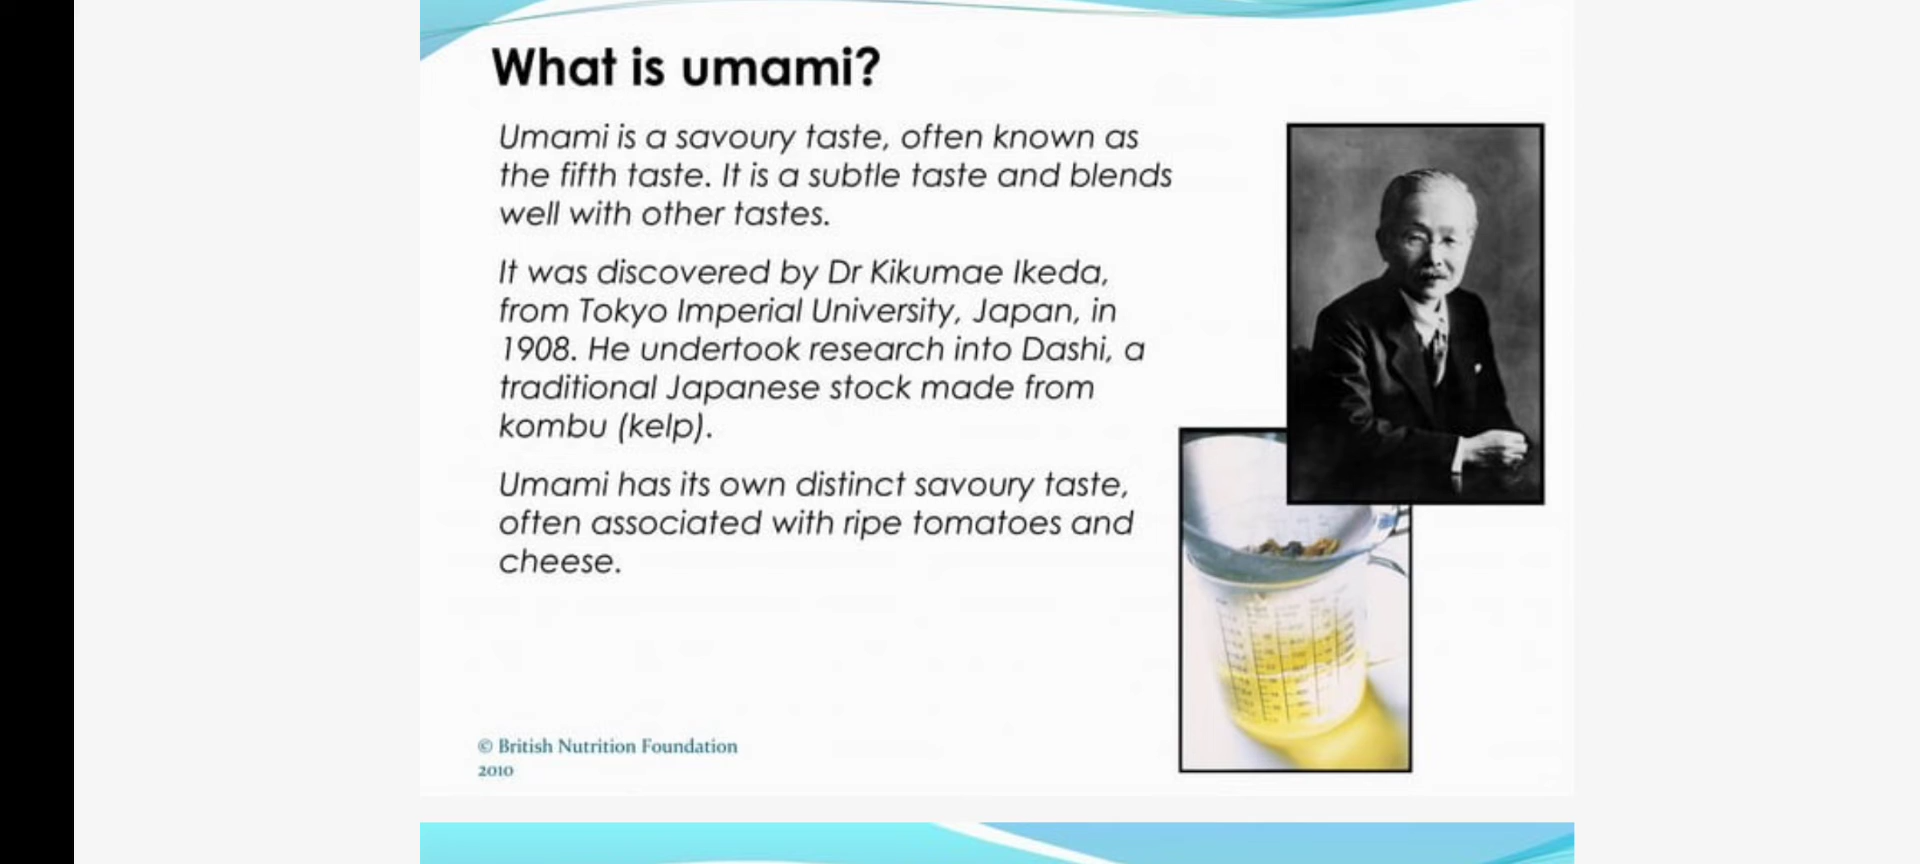 What is umami?
Umami is a savoury taste, often known as
the fifth taste. It is a subtle taste and blends
well with other tastes.
It was discovered by Dr Kikumae Ikeda,
from Tokyo Imperial University, Japan, in
1908. He undertook research into Dashi, a
traditional Japanese stock made from
kombu (kelp).
Umami has its own distinct savoury taste,
often associated with ripe tomatoes and
cheese.
© British Nutrition Foundation
2010